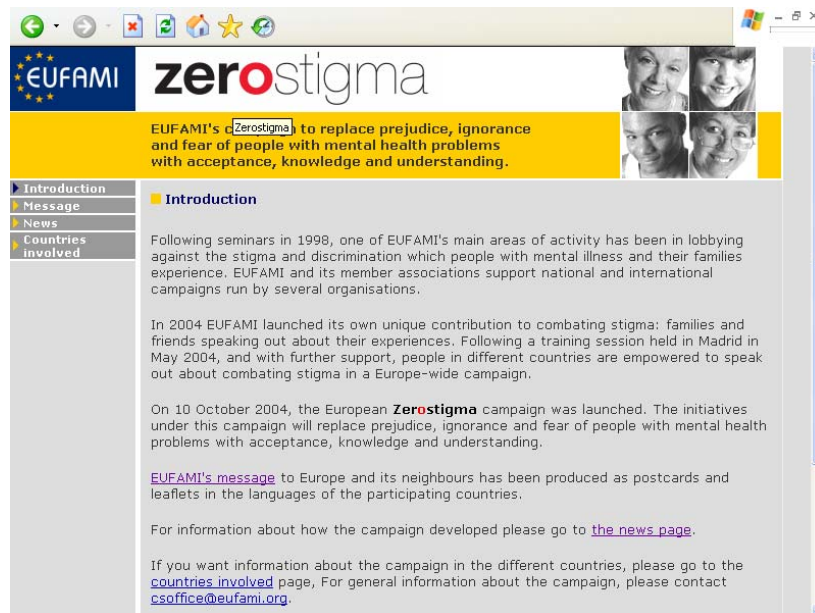 EUFAMI
zerostigma
EUFAMI's c to replace prejudice, ignorance
Zerostigma
and fear of people with mental health problems
with acceptance, knowledge and understanding.
Introduction
Message
News
Countries
involved
Introduction
Following seminars in 1998, one of EUFAMI's main areas of activity has been in lobbying
against the stigma and discrimination which people with mental illness and their families
experience. EUFAMI and its member associations support national and international
campaigns run by several organisations.
In 2004 EUFAMI launched its own unique contribution to combating stigma: families and
friends speaking out about their experiences. Following a training session held in Madrid in
May 2004, and with further support, people in different countries are empowered to speak
out about combating stigma in a Europe-wide campaign.
On 10 October 2004, the European Zerostigma campaign was launched. The initiatives
under this campaign will replace prejudice, ignorance and fear of people with mental health
problems with acceptance, knowledge and understanding.
EUFAMI's message to Europe and its neighbours has been produced as postcards and
leaflets in the languages of the participating countries.
For information about how the campaign developed please go to the news page.
If you want information about the campaign in the different countries, please go to the
countries involved page, For general information about the campaign, please contact
csoffice@eufami.org.